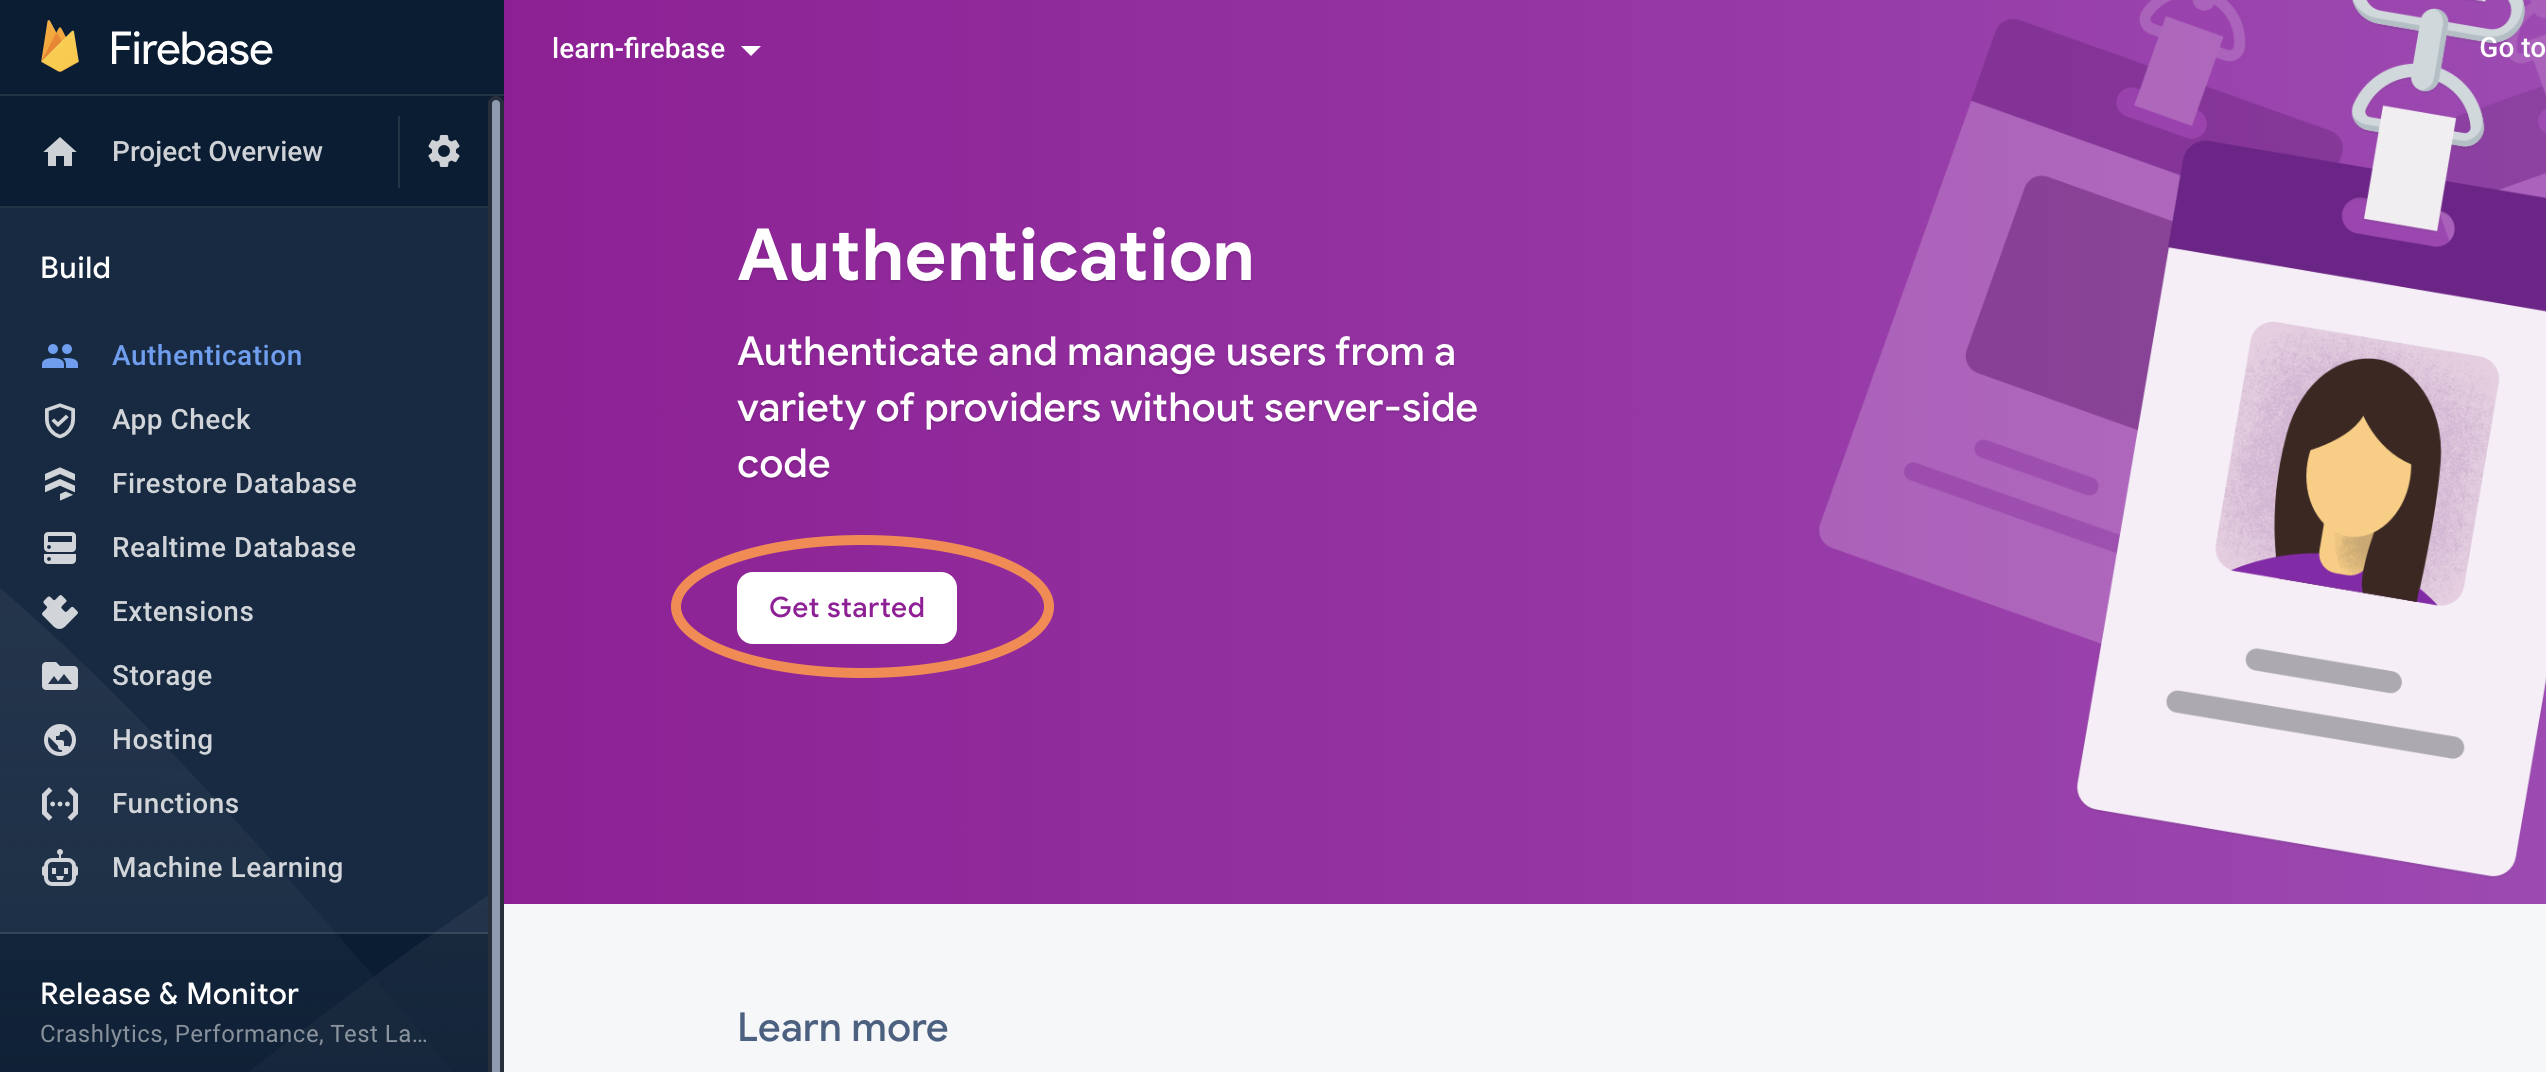 Firebase
Project Overview
Build
Authentication
App Check
Firestore Database
Realtime Database
Extensions
Storage
Hosting
Functions
Machine Learning
Release & Monitor
Crashlytics, Performance, Test La...
learn-firebase
Go to
Authentication
Authenticate and manage users from a
variety of providers without server-side
code
Get started
Learn more